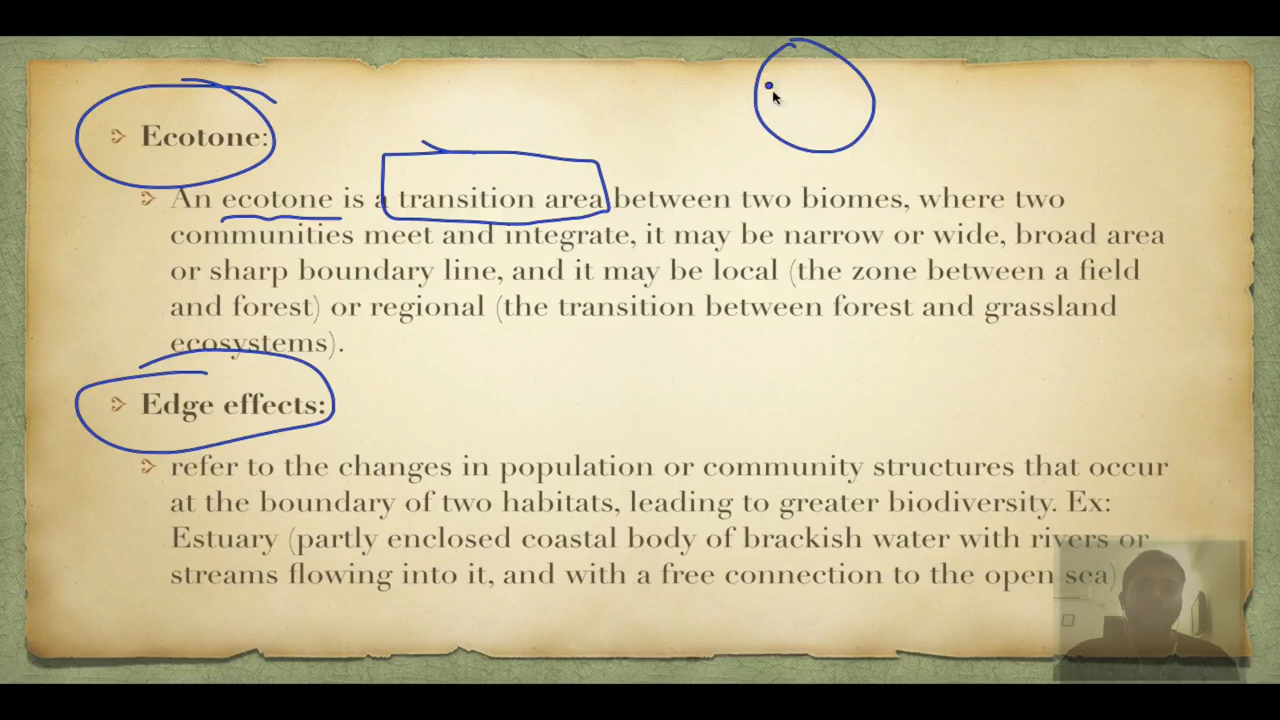 Ecotone:
An ecotone is a transition area between two biomes, where two
communities meet and integrate, it may be narrow or wide, broad area
or sharp boundary line, and it may be local (the zone between a field
and forest) or regional (the transition between forest and grassland
ecosystems).
Edge effects:
refer to the changes in population or community structures that occur
at the boundary of two habitats, leading to greater biodiversity. Ex:
Estuary (partly enclosed coastal body of brackish water with rivers or
streams flowing into it, and with a free connection to the open sea)